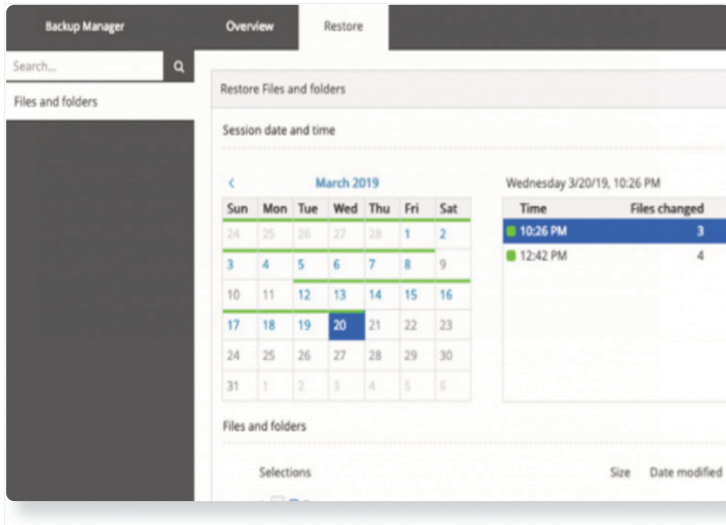 Backup Manager Overview Restore
Search...
Files and folders
Restore Files and folders
Session date and time
< March 2019
Sun Mon Tue Wed Thu Fri Sat
24 25 26 27 28 1 2
3 4 5 6 7 8 9
10 11 12 13 14 15 16
17 18 19 20 21 22 23
24 25 26 27 28 29 30
31 1 2 3 4 5 6
Wednesday 3/20/19, 10:26 PM
Time Files changed
10:26 PM 3
12:42 PM 4
Files and folders
Selections Size Date modified